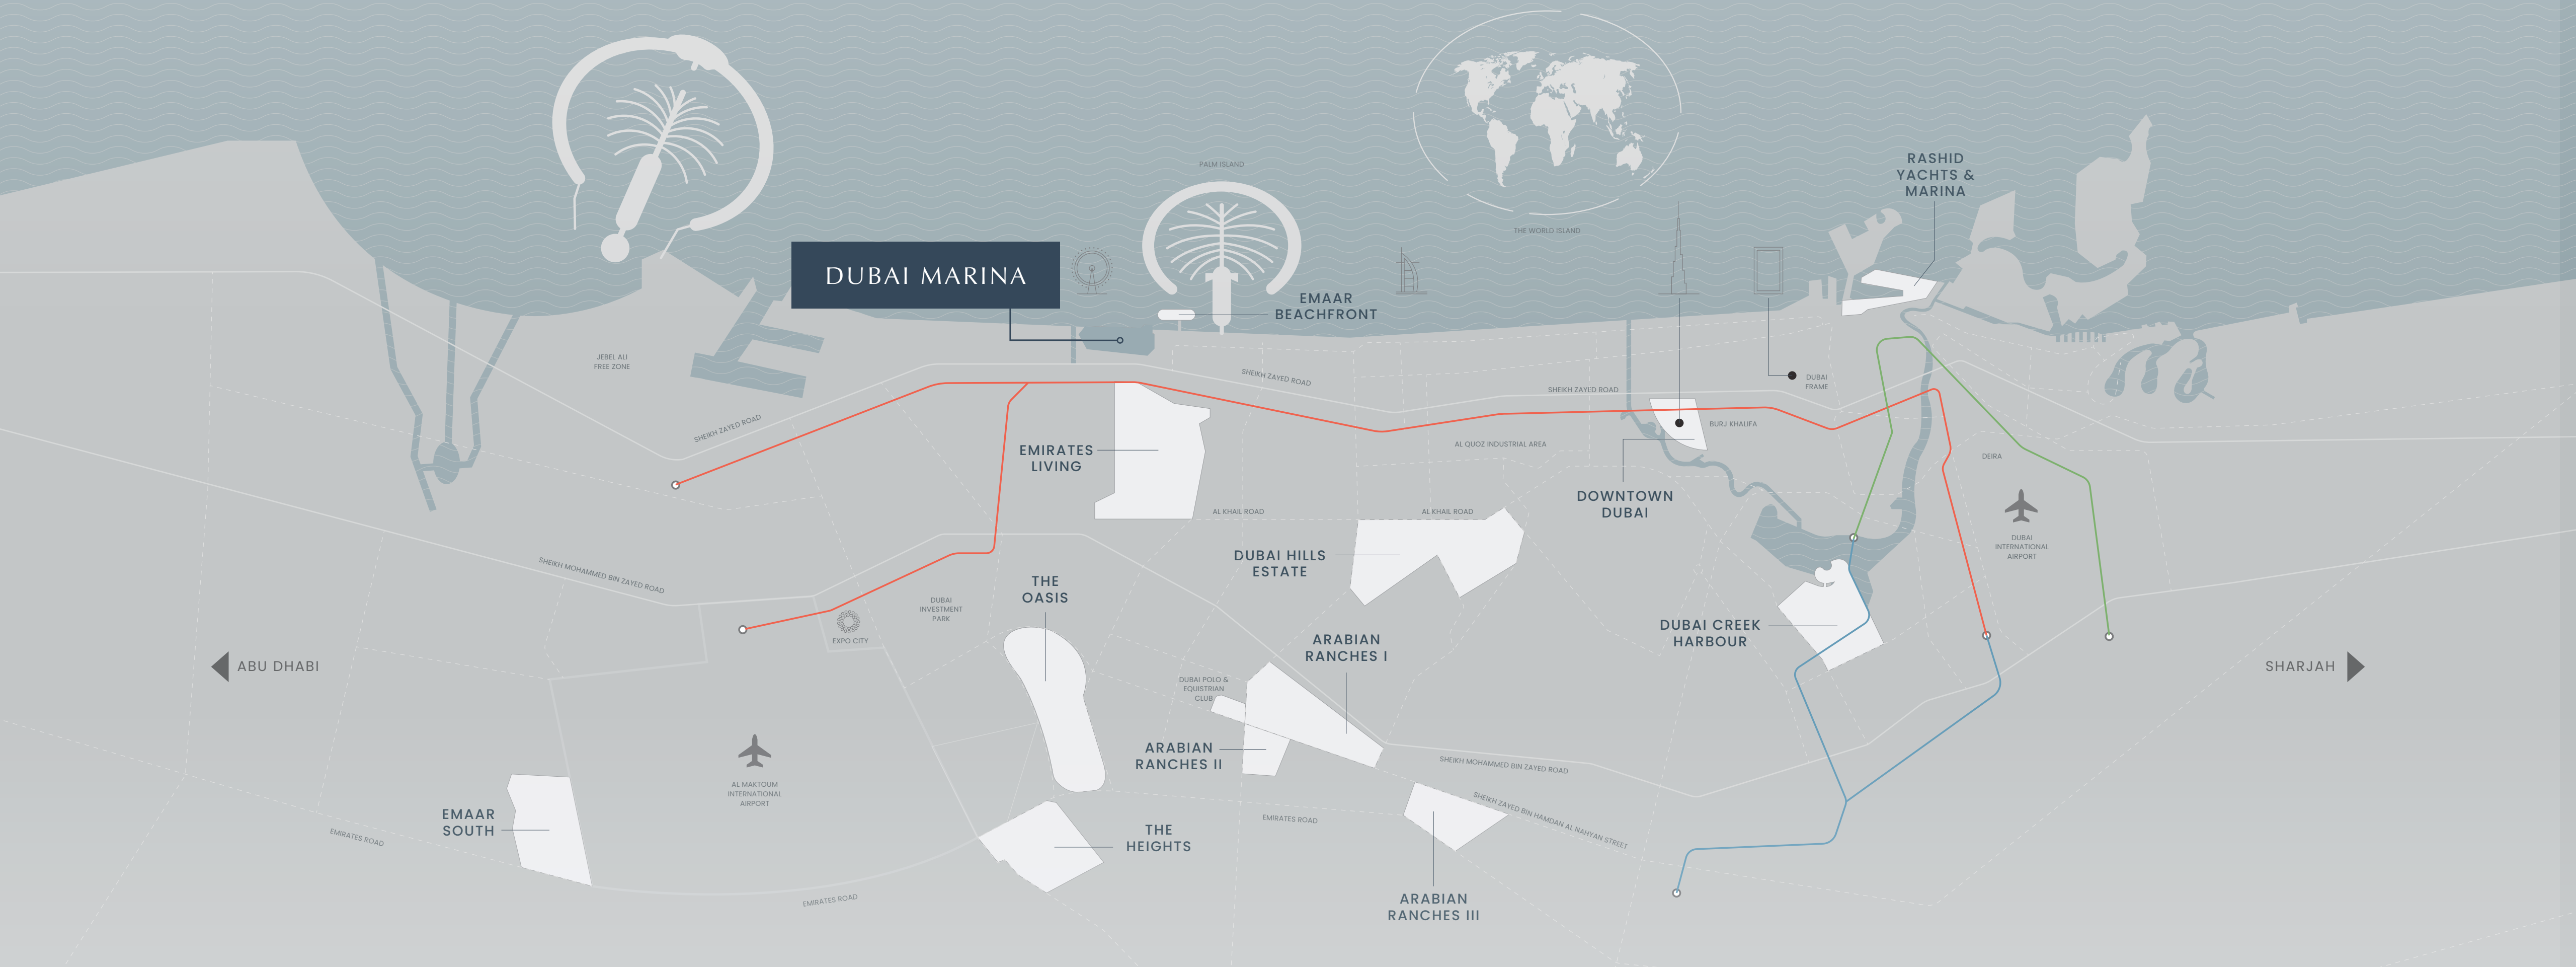 PALM ISLAND
THE WORLD ISLAND
RASHID
YACHTS &
MARINA
DUBAI MARINA
EMAAR
BEACHFRONT
JEBEL ALI
FREE ZONE
SHEIKH ZAYED ROAD
SHEIKH ZAYED ROAD
SHEIKH ZAYLD ROAD
DUBAI
FRAME
BURJ KHALIFA
AL QUOZ INDUSTRIAL AREA
EMIRATES
LIVING
DEIRA
DOWNTOWN
DUBAI
AL KHAIL ROAD
AL KHAIL ROAD
DUBAI
INTERNATIONAL
AIRPORT
DUBAI HILLS
ESTATE
SHEIKH MOHAMMED BIN ZAYED ROAD
THE
OASIS
DUBAI
INVESTMENT
PARK
EXPO CITY
DUBAI CREEK
HARBOUR
ARABIAN
RANCHES I
ABU DHABI
SHARJAH
DUBAI POLO &
EQUISTRIAN
CLUB
ARABIAN
RANCHES II
SHEIKH MOHAMMED BIN ZAYED ROAD
AL MAKTOUM
INTERNATIONAL
AIRPORT
SHEIKH ZAYED BIN HAMDAN AL NAHYAN STREET
EMAAR
SOUTH
EMIRATES ROAD
EMIRATES ROAD
THE
HEIGHTS
EMIRATES ROAD
ARABIAN
RANCHES III